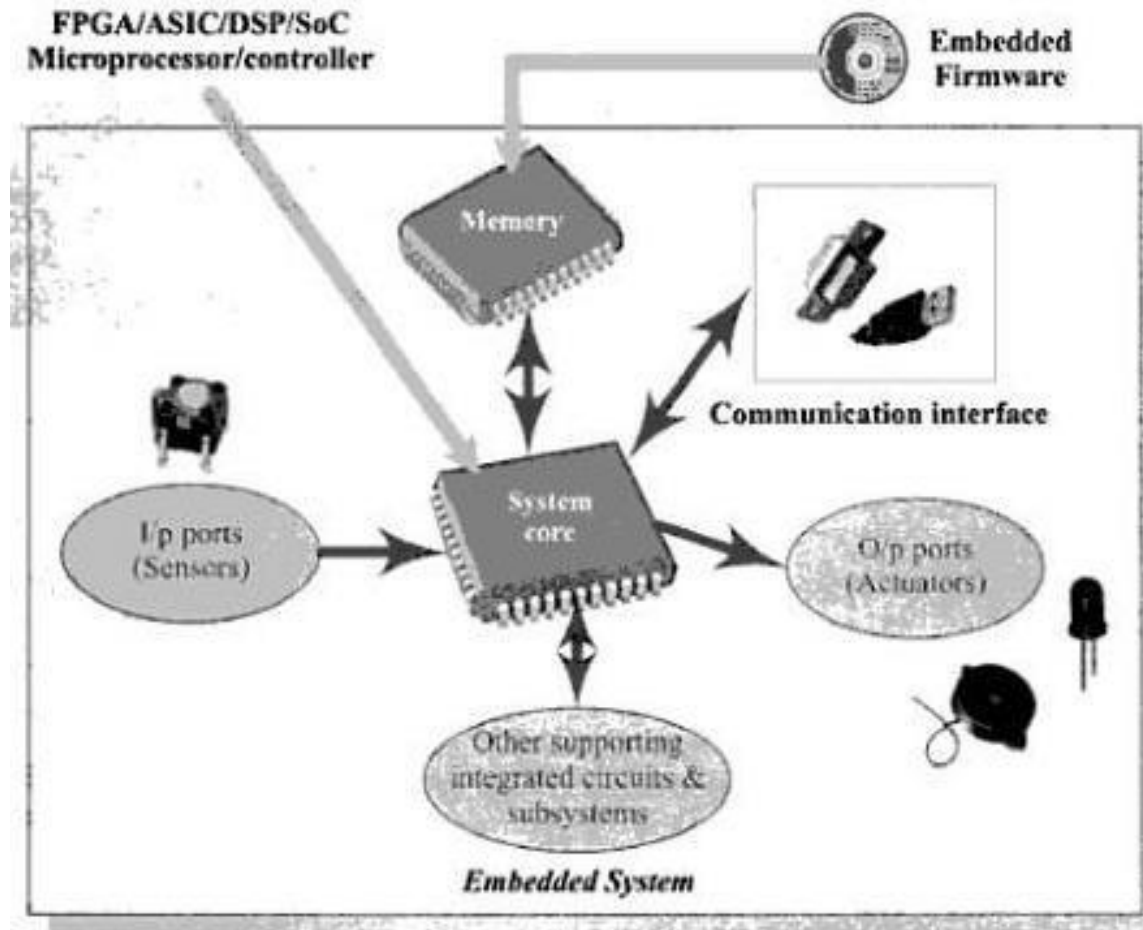 FPGA/ASIC/DSP/SoC
Microprocessor/controller
Embedded
Firmware
Memory
Communication interface
System
core
I/p ports
(Sensors)
O/p ports
(Actuators)
Other supporting
integrated circuits &
subsystems
Embedded System